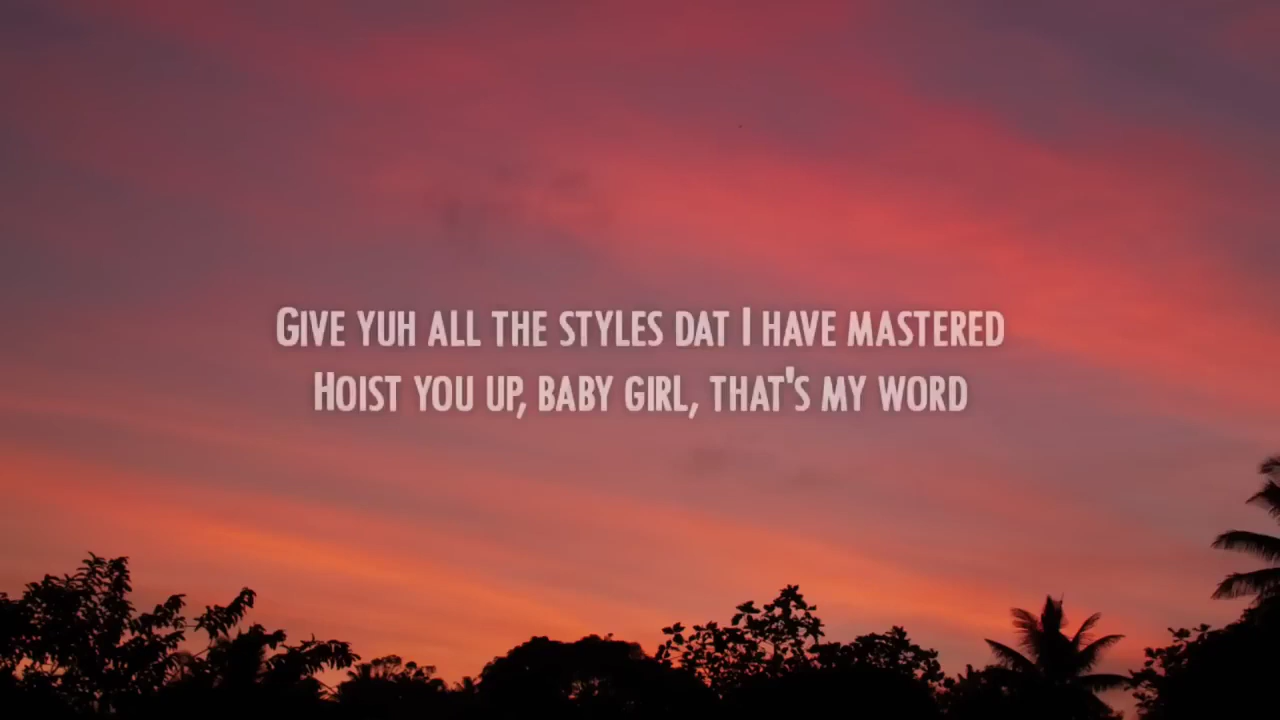 Give yuh all the styles dat I have mastered
Hoist you up, baby girl, that's my word